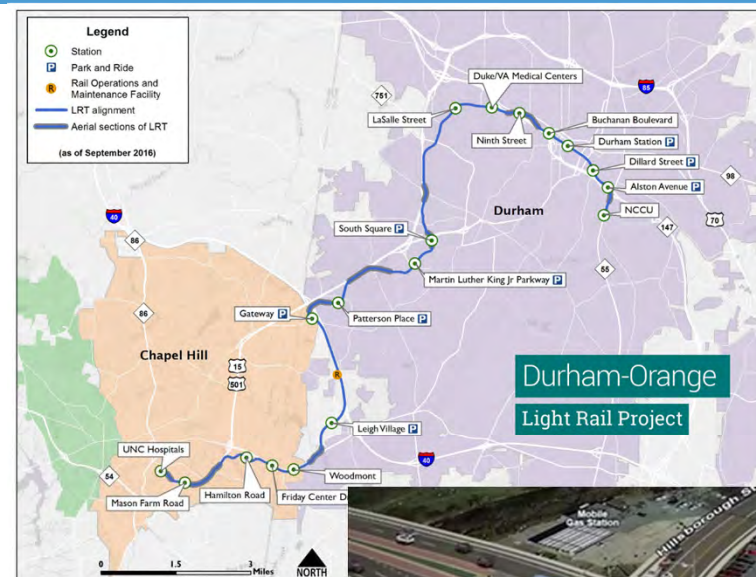 Legend
Station
P Park and Ride
R Rail Operations and
Maintenance Facility
LRT alignment
Aerial sections of LRT
(as of September 2016)
751
Duke/VA Medical Centers
85
LaSalle Street
Buchanan Boulevard
Ninth Street
Durham Station P
Dillard Street P
98
Alston Avenue P
40
86
Durham
NCCU
70
147
South Square P
55
Martin Luther King Jr Parkway P
86
Gateway P
Patterson Place P
Chapel Hill
15
501
Durham-Orange
Light Rail Project
R
Leigh Village P
UNC Hospitals
40
54
Woodmont
Hamilton Road
Friday Center D
Mason Farm Road
Mobile
Gas Station
Hillsborough
0 1.5 3
Miles
NORTH